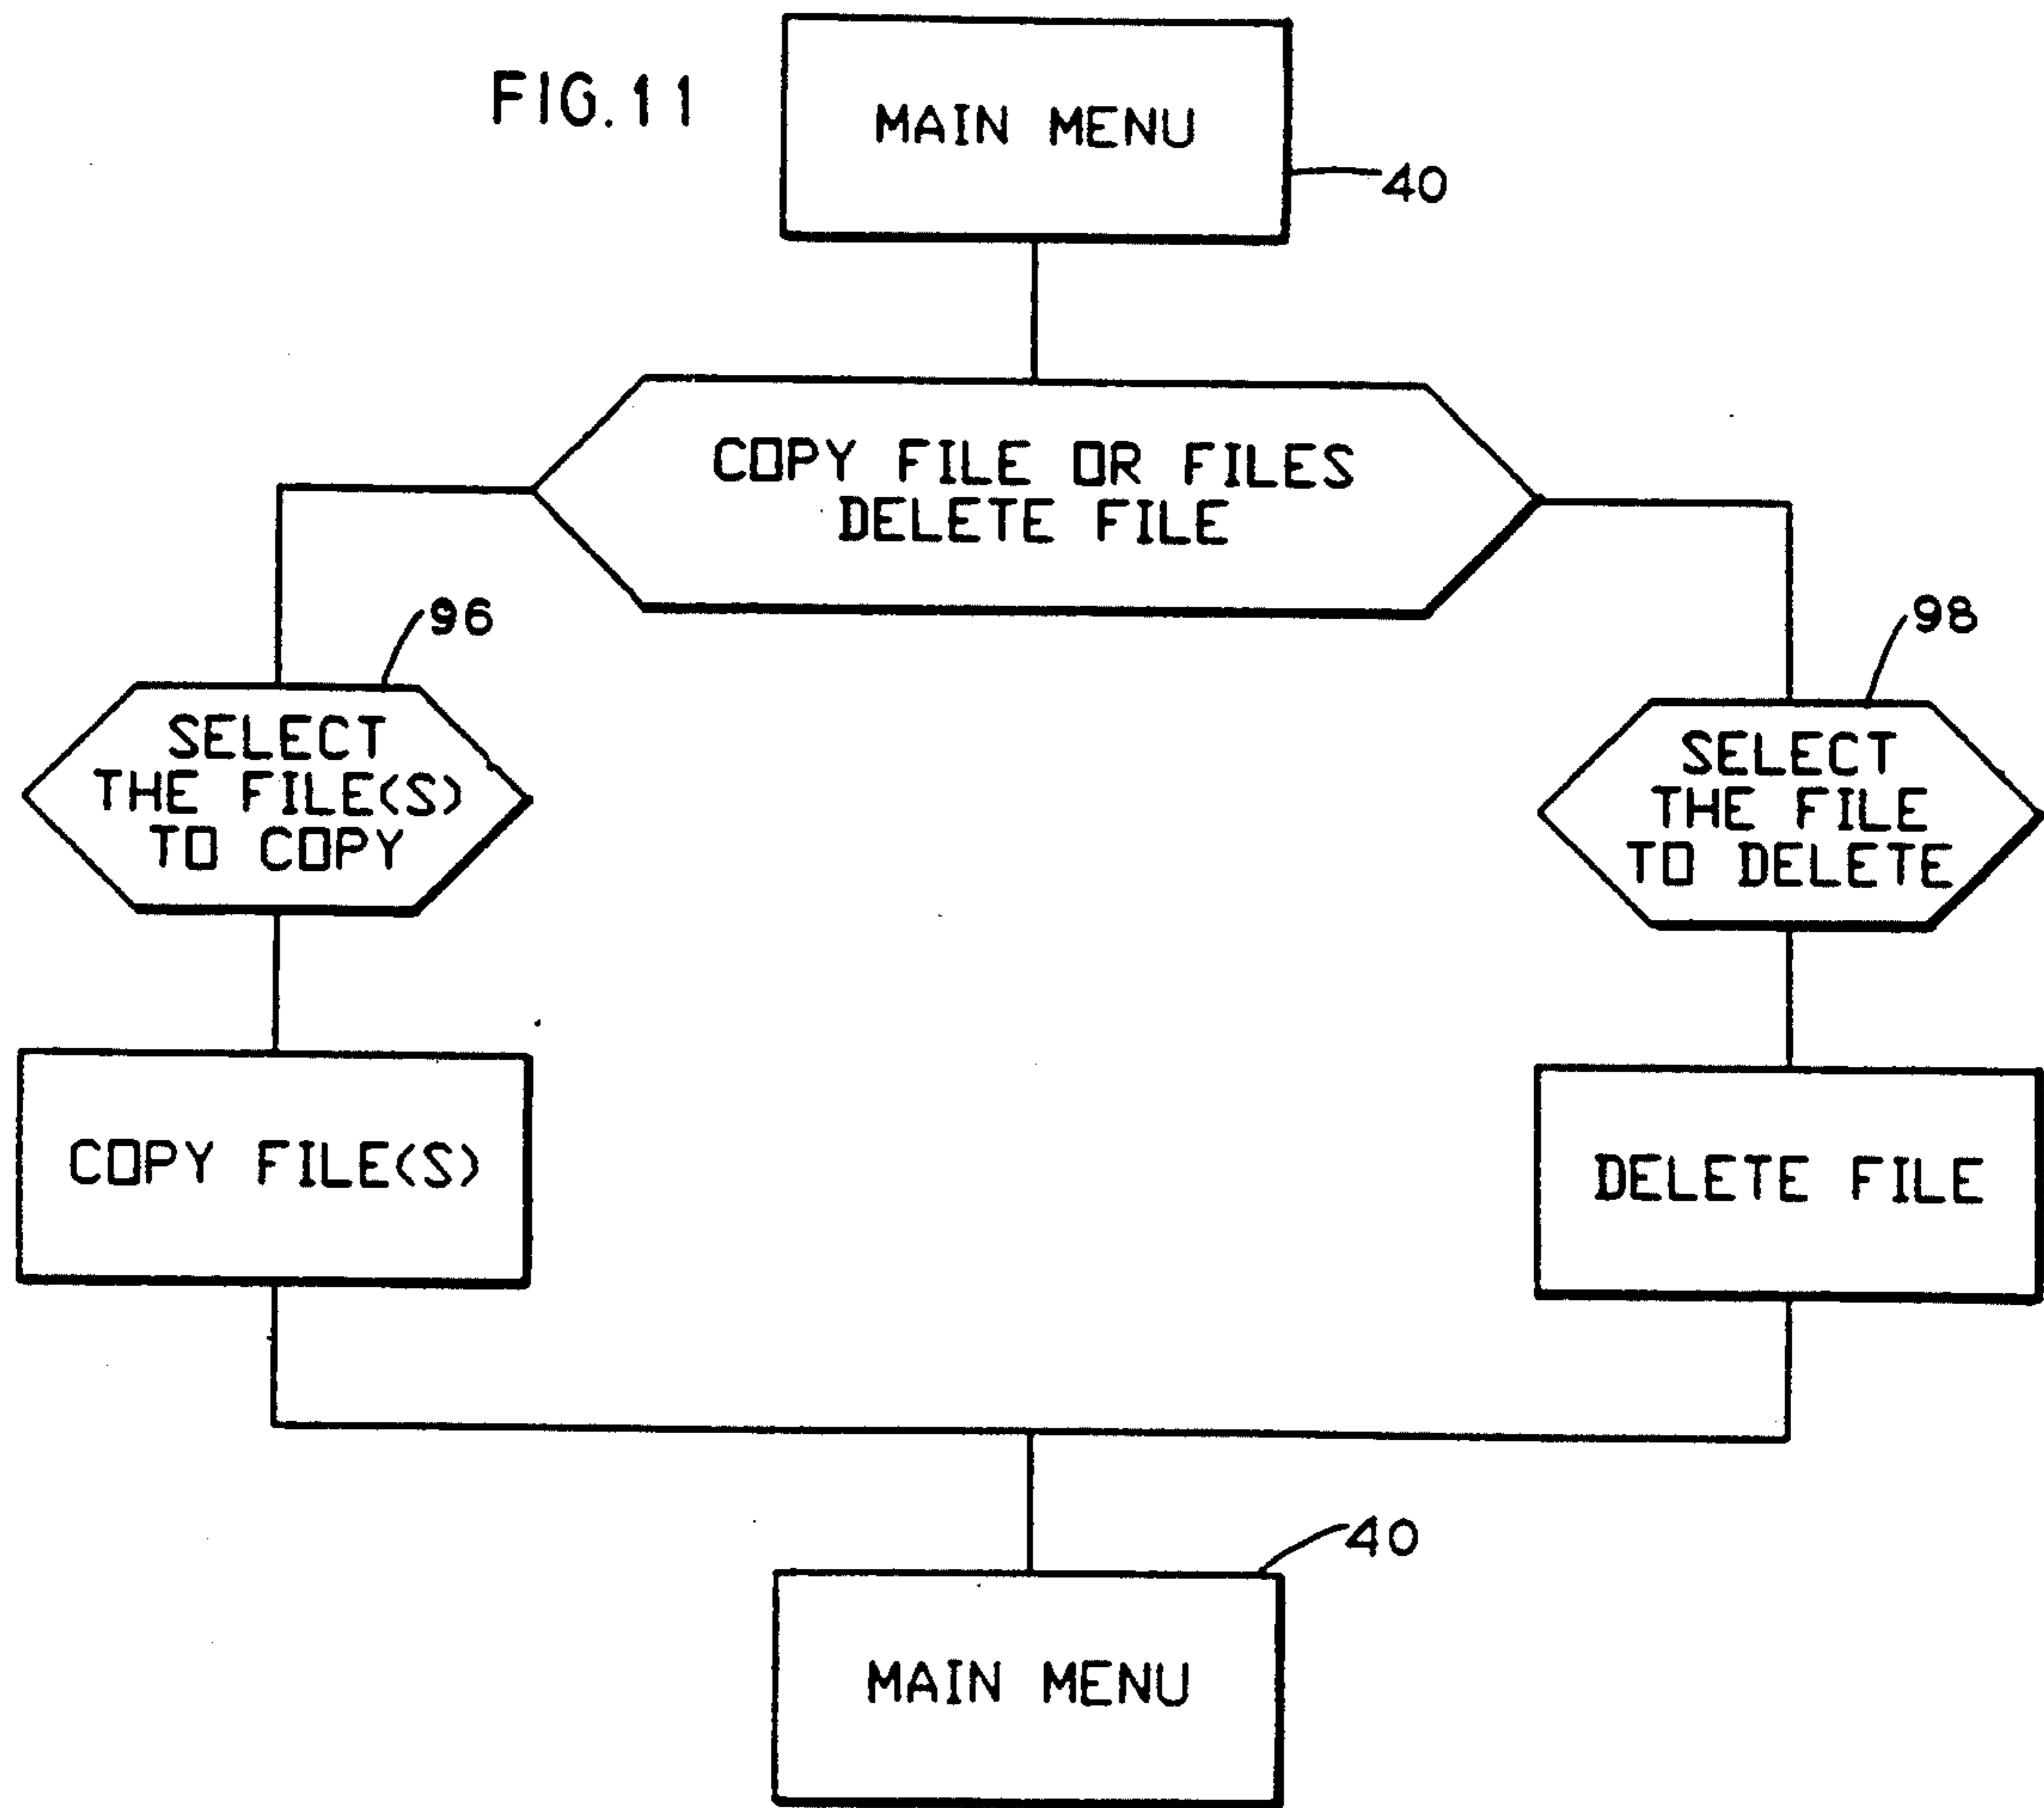 FIG.11
MAIN MENU
40
COPY FILE OR FILES
DELETE FILE
96
SELECT
THE FILE(S)
TO COPY
98
SELECT
THE FILE
TO DELETE
COPY FILE(S)
DELETE FILE
40
MAIN MENU